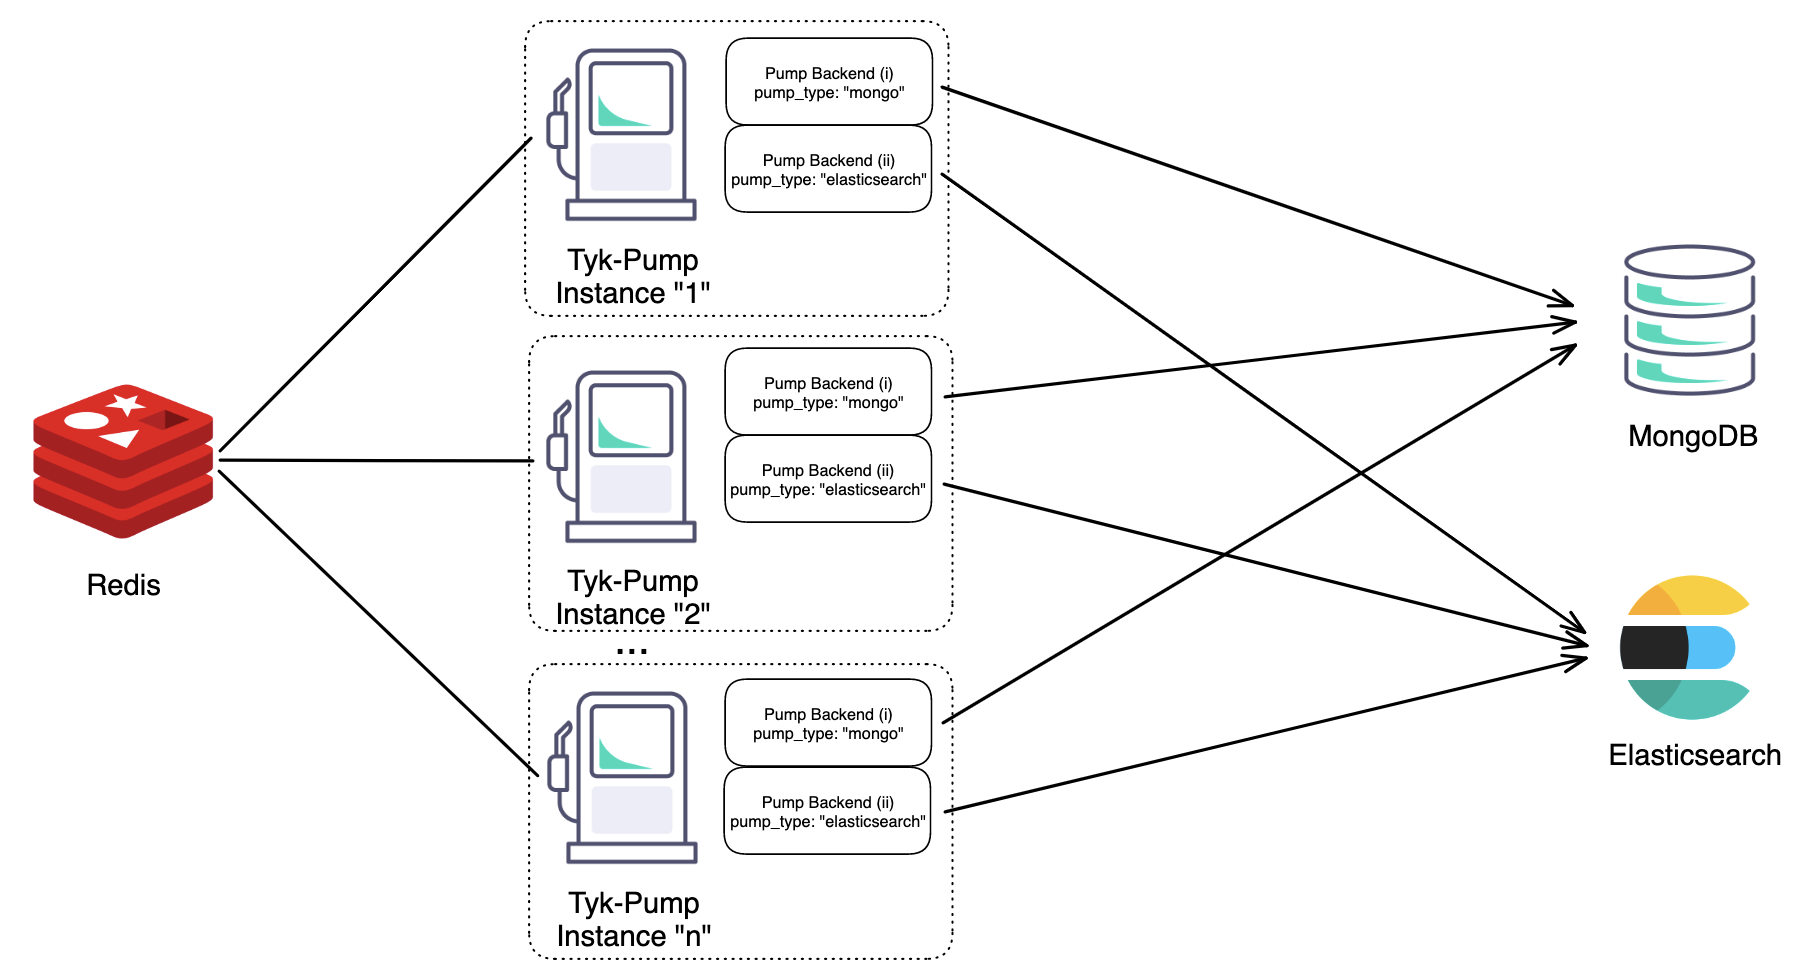 Pump Backend (i)
pump_type: "mongo"
Pump Backend (ii)
pump_type: "elasticsearch"
Tyk-Pump
Instance "1"
Pump Backend (i)
pump_type: "mongo"
Pump Backend (ii)
pump_type: "elasticsearch"
Tyk-Pump
Instance "2"
...
Pump Backend (i)
pump_type: "mongo"
Pump Backend (ii)
pump_type: "elasticsearch"
Tyk-Pump
Instance "n"
Redis
MongoDB
Elasticsearch